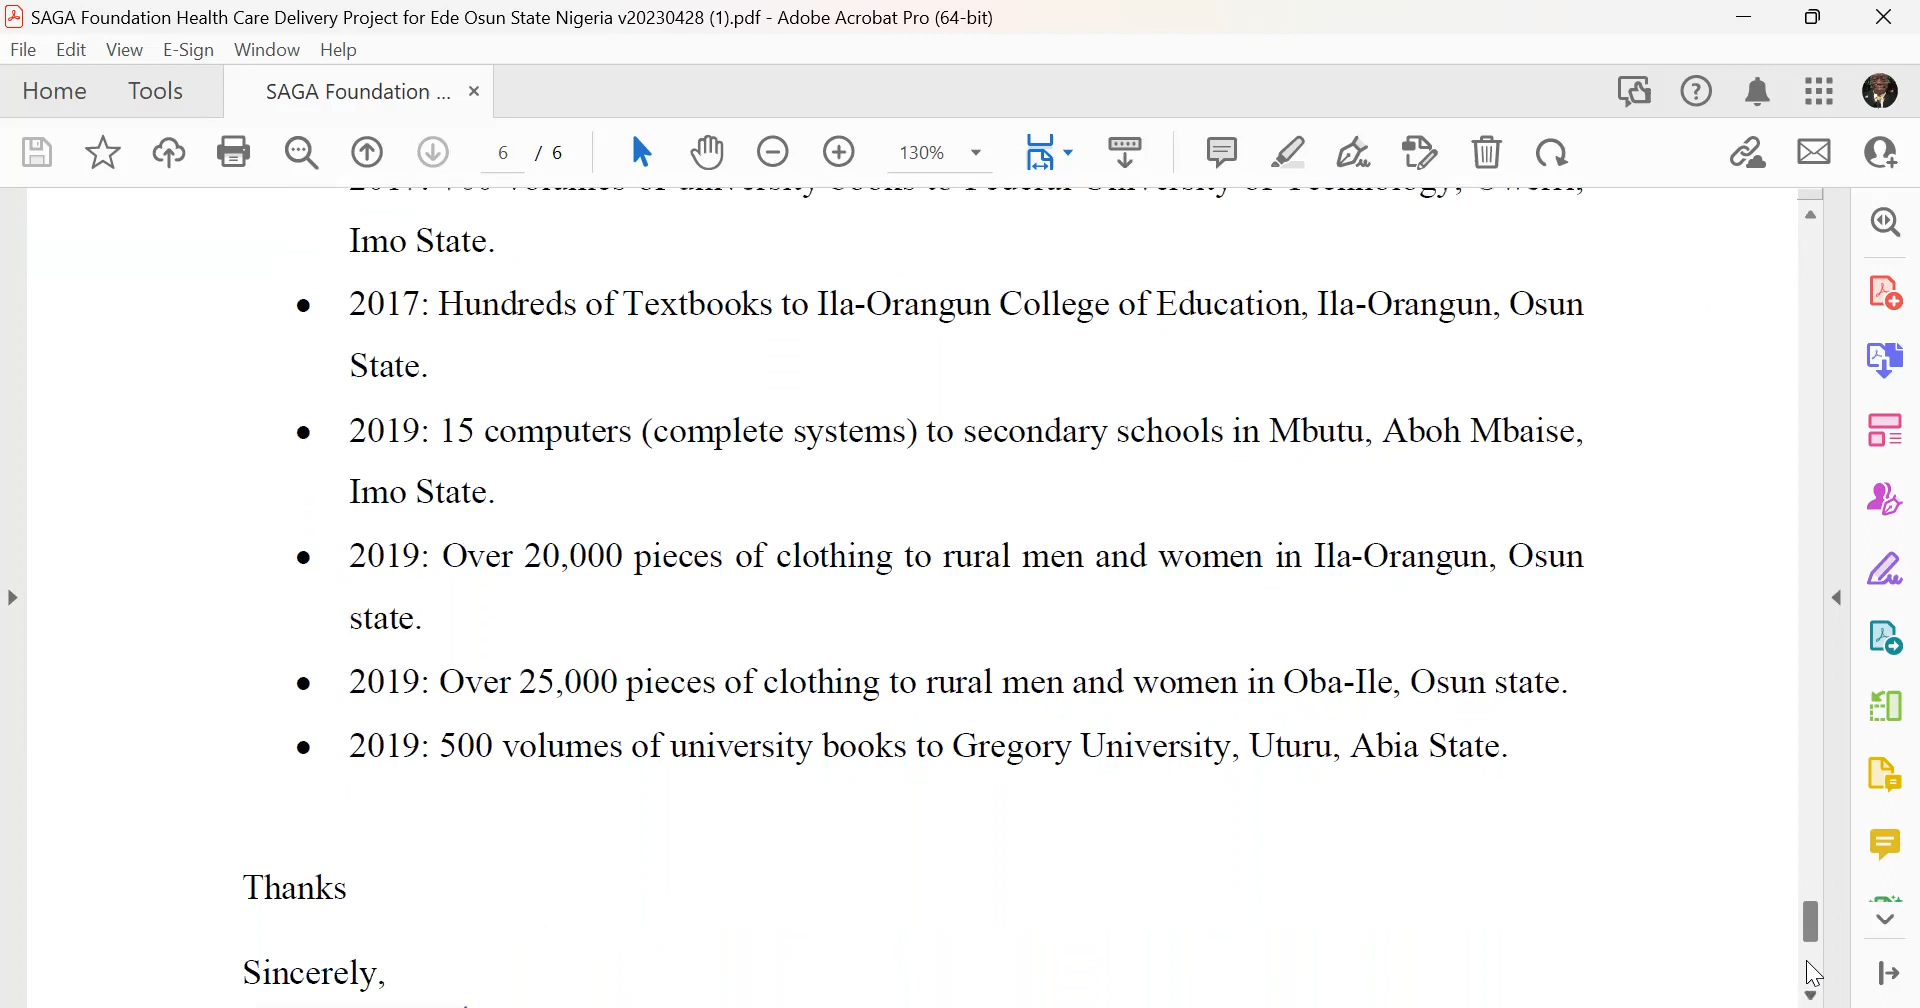 SAGA Foundation Health Care Delivery Project for Ede Osun State Nigeria v20230428 (1).pdf - Adobe Acrobat Pro (64-bit)
File Edit View E-Sign Window Help
Home Tools SAGA Foundation ... ×
6 / 6 130%
Imo State.
• 2017: Hundreds of Textbooks to Ila-Orangun College of Education, Ila-Orangun, Osun
State.
• 2019: 15 computers (complete systems) to secondary schools in Mbutu, Aboh Mbaise,
Imo State.
• 2019: Over 20,000 pieces of clothing to rural men and women in Ila-Orangun, Osun
state.
• 2019: Over 25,000 pieces of clothing to rural men and women in Oba-Ile, Osun state.
• 2019: 500 volumes of university books to Gregory University, Uturu, Abia State.
Thanks
Sincerely,